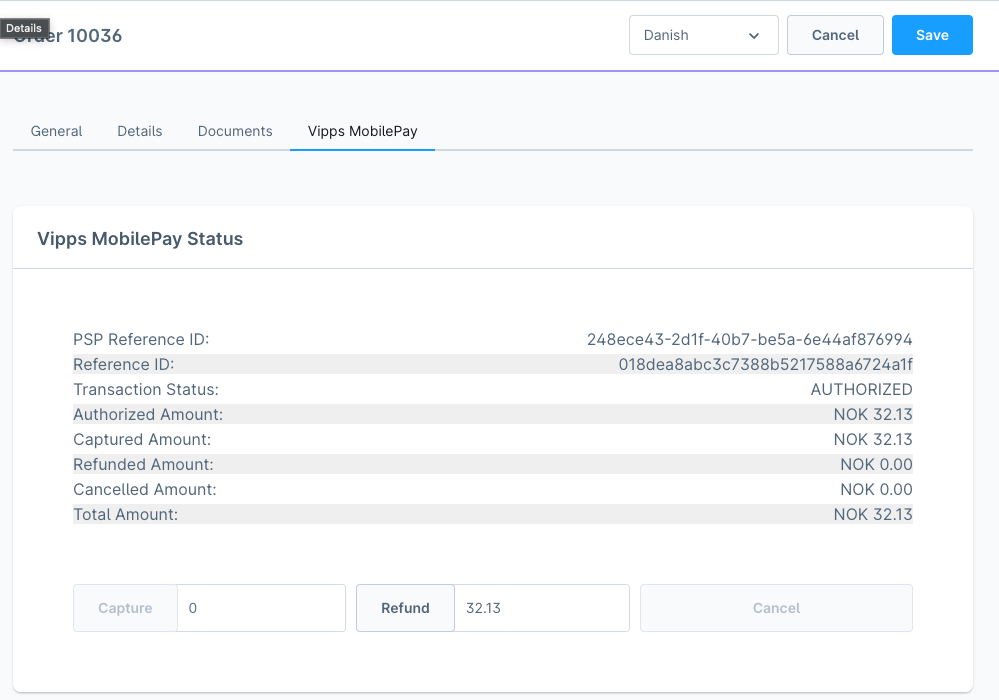 Details
Order 10036
Danish
Cancel
Save
General
Details
Documents
Vipps MobilePay
Vipps MobilePay Status
PSP Reference ID: 248ece43-2d1f-40b7-be5a-6e44af876994
Reference ID: 018dea8abc3c7388b5217588a6724a1f
Transaction Status: AUTHORIZED
Authorized Amount: NOK 32.13
Captured Amount: NOK 32.13
Refunded Amount: NOK 0.00
Cancelled Amount: NOK 0.00
Total Amount: NOK 32.13
Capture 0 Refund 32.13 Cancel